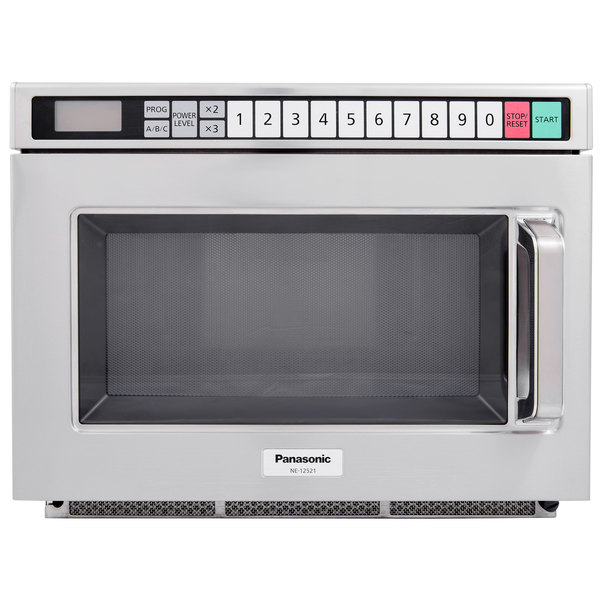 PROG
A/B/C
POWER
LEVEL
×2
×3
1 2 3 4 5 6 7 8 9 0
STOP/
RESET
START
Panasonic
NE-12521